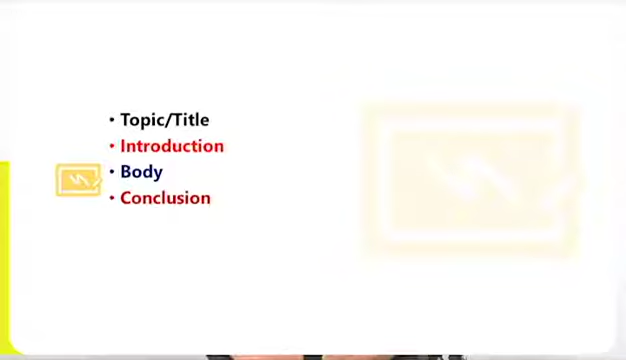 • Topic/Title
• Introduction
• Body
• Conclusion